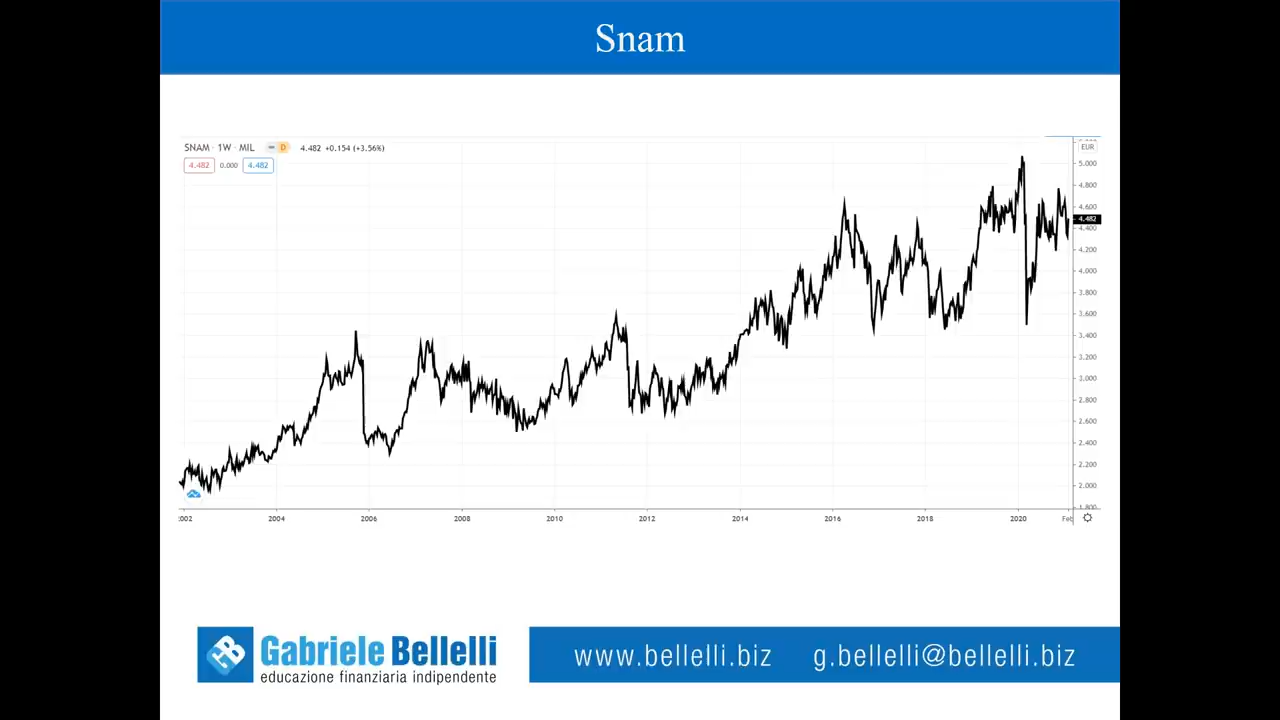 Snam
SNAM · 1W · MIL D 4.482 +0.154 (+3.56%)
4.482 0.000 4.482
EUR
5.000
4.800
4.600
4.482
4.400
4.200
4.000
3.800
3.600
3.400
3.200
3.000
2.800
2.600
2.400
2.200
2.000
1.800
2004 2006 2008 2010 2012 2014 2016 2018 2020
Gabriele Bellelli
educazione finanziaria indipendente
www.bellelli.biz g.bellelli@bellelli.biz